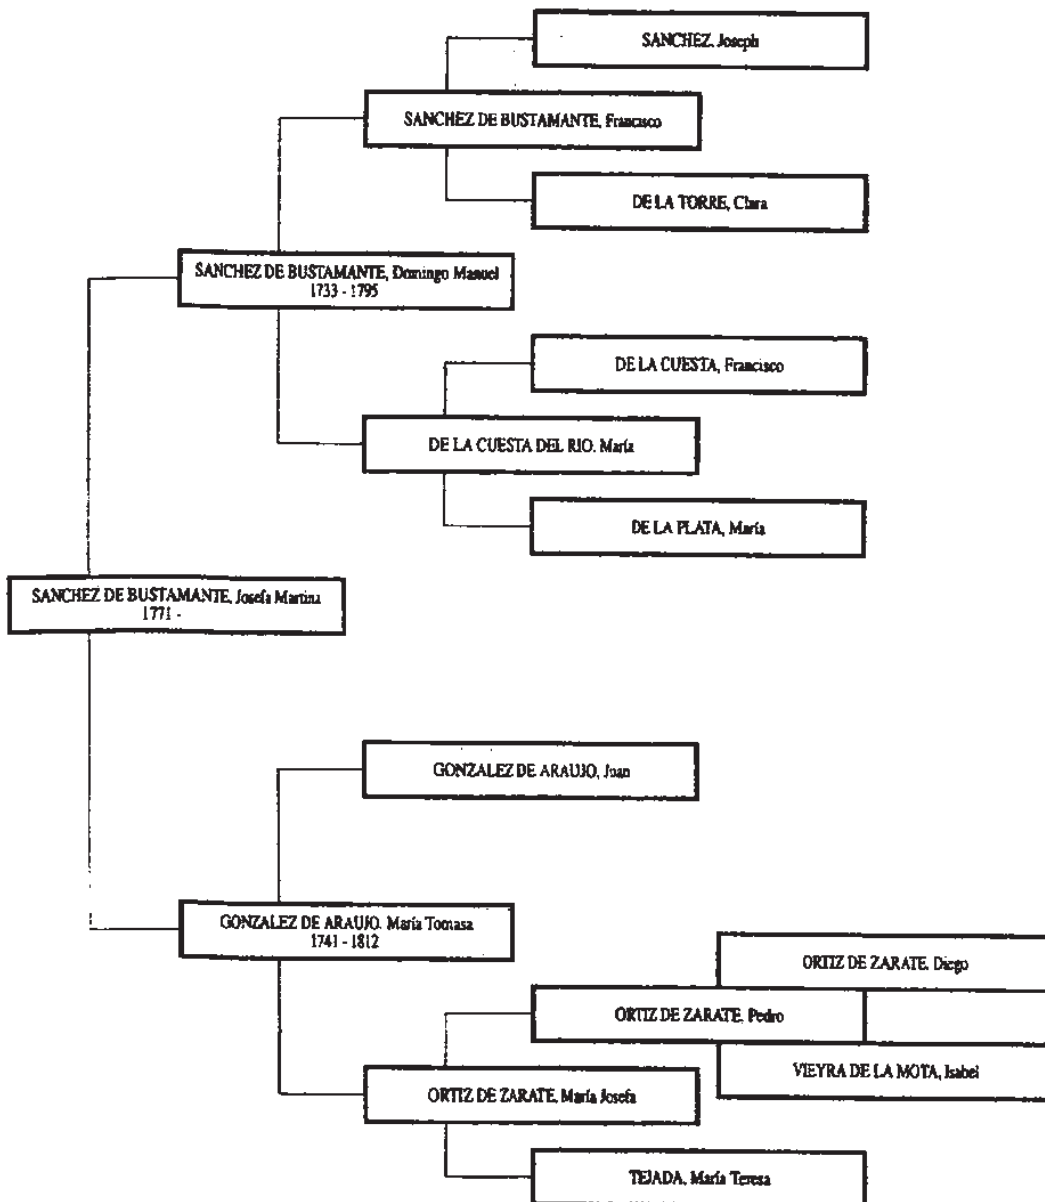 SANCHEZ, Joseph
SANCHEZ DE BUSTAMANTE, Francisco
DE LA TORRE, Clara
SANCHEZ DE BUSTAMANTE, Domingo Manuel
1733 - 1795
DE LA CUESTA, Francisco
DE LA CUESTA DEL RIO, María
DE LA PLATA, María
SANCHEZ DE BUSTAMANTE, Josefa Martina
1771 -
GONZALEZ DE ARAUJO, Juan
GONZALEZ DE ARAUJO, María Tomasa
1741 - 1812
ORTIZ DE ZARATE, Diego
ORTIZ DE ZARATE, Pedro
VIEYRA DE LA MOTA, Isabel
ORTIZ DE ZARATE, María Josefa
TEJADA, María Teresa